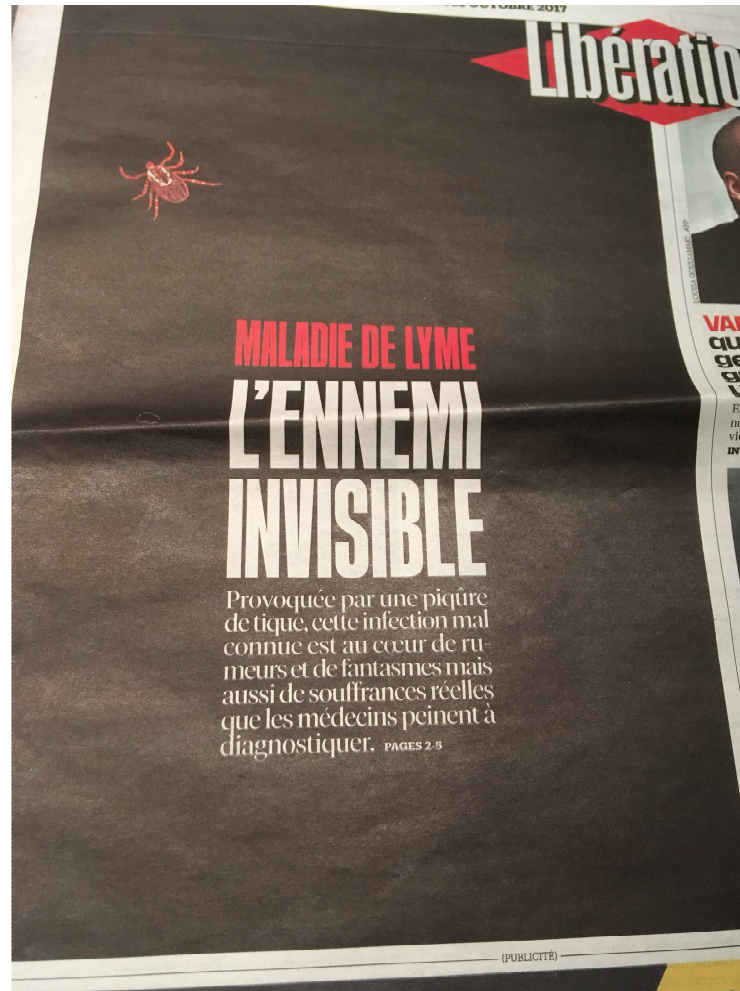 OCTOBRE 2017
Libératio
MALADIE DE LYME
L'ENNEMI
INVISIBLE
Provoquée par une piqûre
de tique, cette infection mal
connue est au cœur de ru-
meurs et de fantasmes mais
aussi de souffrances réelles
que les médecins peinent à
diagnostiquer. PAGES 2-5
(PUBLICITÉ)